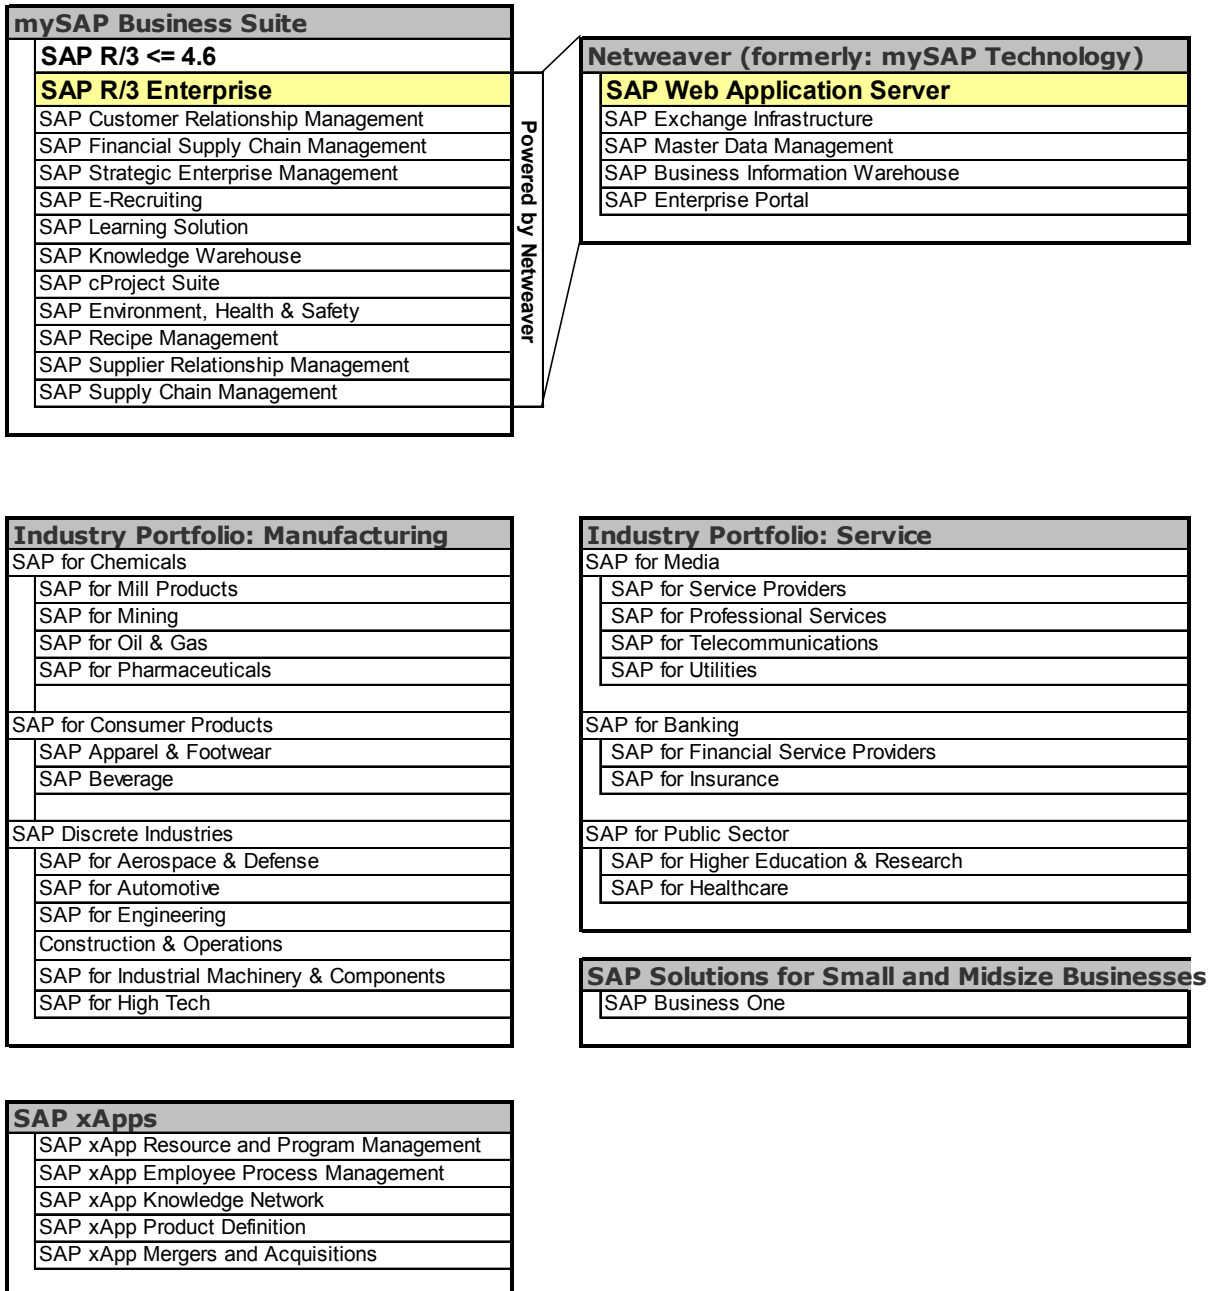 mySAP Business Suite
SAP R/3 <= 4.6
SAP R/3 Enterprise
SAP Customer Relationship Management
SAP Financial Supply Chain Management
SAP Strategic Enterprise Management
SAP E-Recruiting
SAP Learning Solution
SAP Knowledge Warehouse
SAP cProject Suite
SAP Environment, Health & Safety
SAP Recipe Management
SAP Supplier Relationship Management
SAP Supply Chain Management
Powered by Netweaver
Netweaver (formerly: mySAP Technology)
SAP Web Application Server
SAP Exchange Infrastructure
SAP Master Data Management
SAP Business Information Warehouse
SAP Enterprise Portal
Industry Portfolio: Manufacturing
SAP for Chemicals
SAP for Mill Products
SAP for Mining
SAP for Oil & Gas
SAP for Pharmaceuticals
SAP for Consumer Products
SAP Apparel & Footwear
SAP Beverage
SAP Discrete Industries
SAP for Aerospace & Defense
SAP for Automotive
SAP for Engineering
Construction & Operations
SAP for Industrial Machinery & Components
SAP for High Tech
Industry Portfolio: Service
SAP for Media
SAP for Service Providers
SAP for Professional Services
SAP for Telecommunications
SAP for Utilities
SAP for Banking
SAP for Financial Service Providers
SAP for Insurance
SAP for Public Sector
SAP for Higher Education & Research
SAP for Healthcare
SAP Solutions for Small and Midsize Businesses
SAP Business One
SAP xApps
SAP xApp Resource and Program Management
SAP xApp Employee Process Management
SAP xApp Knowledge Network
SAP xApp Product Definition
SAP xApp Mergers and Acquisitions